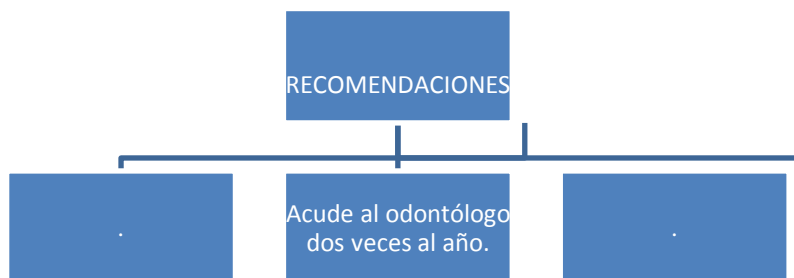 RECOMENDACIONES
.
Acude al odontólogo
dos veces al año.
.